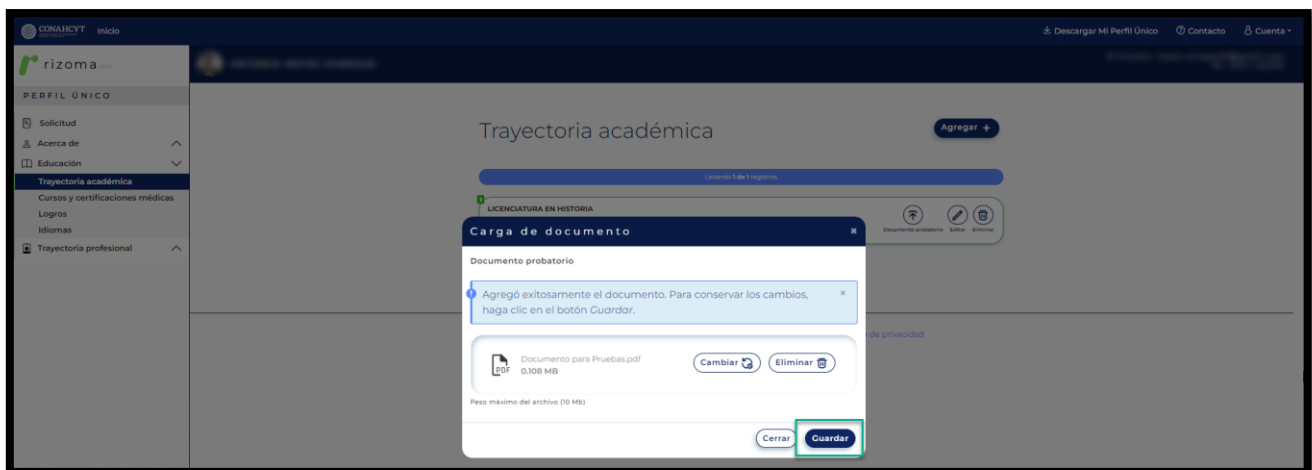 CONAHCYT Inicio
Descargar Mi Perfil Único Contacto Cuenta
rizoma
PERFIL ÚNICO
Solicitud
Acerca de
Educación
Trayectoria académica
Cursos y certificaciones médicas
Logros
Idiomas
Trayectoria profesional
Trayectoria académica
Agregar +
Listando 1 de 1 registros
1
LICENCIATURA EN HISTORIA
Documento probatorio Editar Eliminar
Carga de documento
Documento probatorio
Agregó exitosamente el documento. Para conservar los cambios,
haga clic en el botón Guardar.
PDF
Documento para Pruebas.pdf
0.108 MB
Cambiar
Eliminar
Peso máximo del archivo (10 Mb)
Cerrar
Guardar
de privacidad